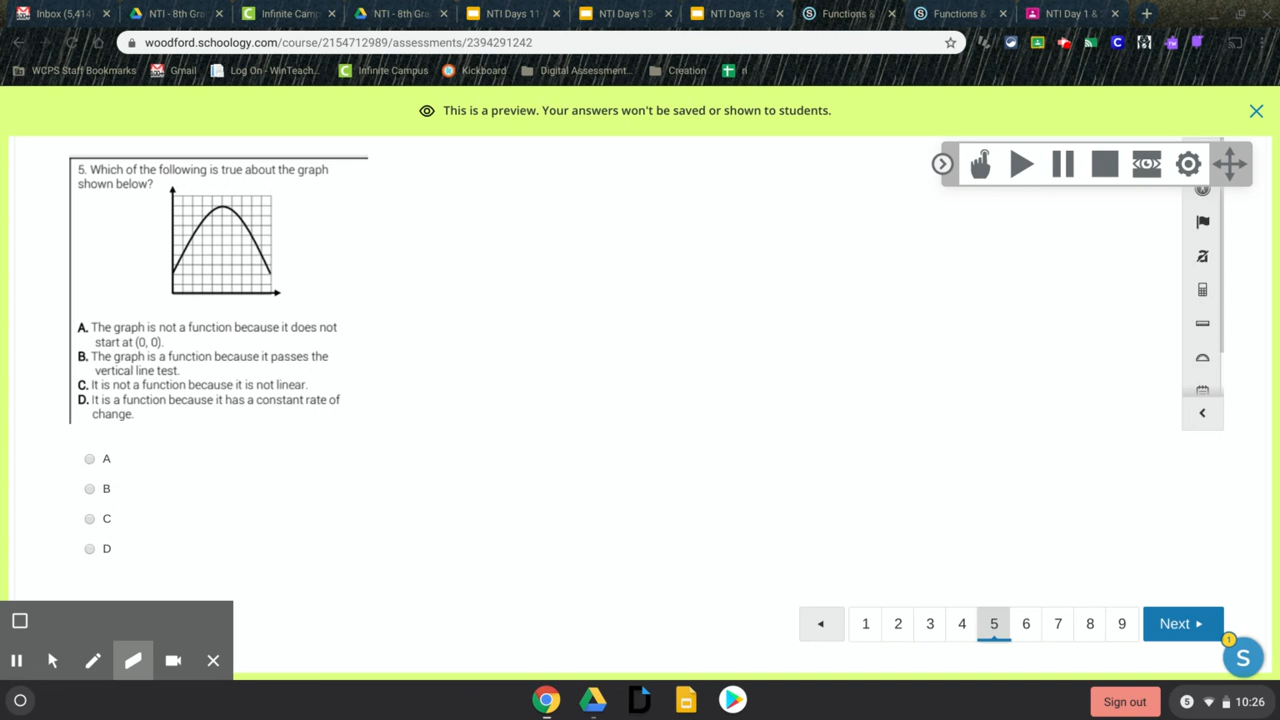 Inbox (5,414
NTI - 8th Gra
Infinite Cam
NTI - 8th Gra
NTI Days 11
NTI Days 13
NTI Days 15
Functions &
Functions &
NTI Day 1 &
woodford.schoology.com/course/2154712989/assessments/2394291242
WCPS Staff Bookmarks
Gmail
Log On - WinTeach...
Infinite Campus
Kickboard
Digital Assessment...
Creation
This is a preview. Your answers won't be saved or shown to students.
5. Which of the following is true about the graph
shown below?
A. The graph is not a function because it does not
start at (0, 0).
B. The graph is a function because it passes the
vertical line test.
C. It is not a function because it is not linear.
D. It is a function because it has a constant rate of
change.
A
B
C
D
1 2 3 4 5 6 7 8 9 Next
1
S
Sign out
5
10:26